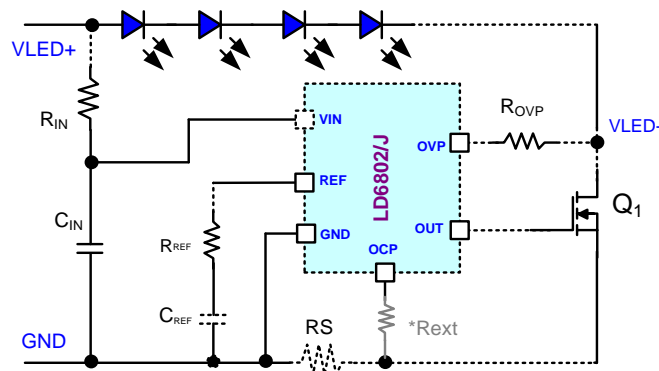 VLED+
RIN
CIN
GND
RREF
CREF
RS
VIN
REF
GND
LD6802/J
OVP
OUT
OCP
*Rext
ROVP
VLED-
Q1